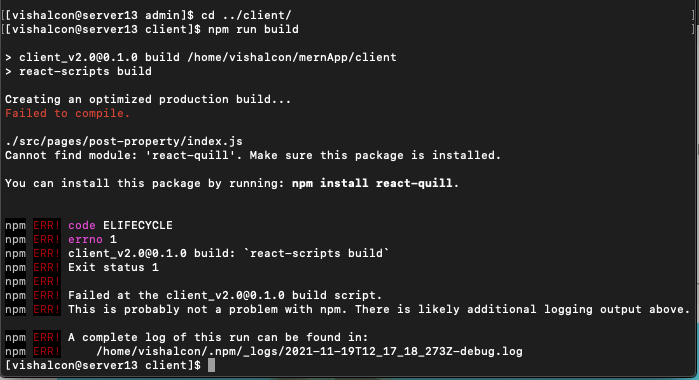 [[vishalcon@server13 admin]$ cd ../client/ ]
[[vishalcon@server13 client]$ npm run build ]
> client_v2.0@0.1.0 build /home/vishalcon/mernApp/client
> react-scripts build
Creating an optimized production build...
Failed to compile.
./src/pages/post-property/index.js
Cannot find module: 'react-quill'. Make sure this package is installed.
You can install this package by running: npm install react-quill.
npm ERR! code ELIFECYCLE
npm ERR! errno 1
npm ERR! client_v2.0@0.1.0 build: `react-scripts build`
npm ERR! Exit status 1
npm ERR!
npm ERR! Failed at the client_v2.0@0.1.0 build script.
npm ERR! This is probably not a problem with npm. There is likely additional logging output above.
npm ERR! A complete log of this run can be found in:
npm ERR!     /home/vishalcon/.npm/_logs/2021-11-19T12_17_18_273Z-debug.log
[vishalcon@server13 client]$